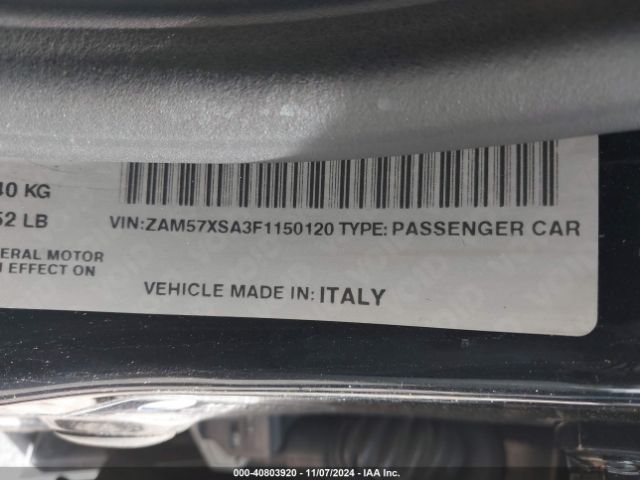 40 KG
52 LB
VIN:ZAM57XSA3F1150120 TYPE: PASSENGER CAR
ERAL MOTOR
EFFECT ON
VEHICLE MADE IN: ITALY
VOID
000-40803920 - 11/07/2024 - IAA Inc.